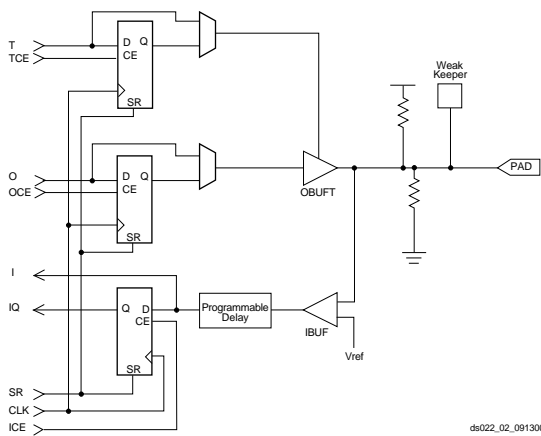 T
TCE
D Q
CE
SR
Weak
Keeper
O
OCE
D Q
CE
SR
OBUFT
PAD
I
IQ
Q D
CE
SR
Programmable
Delay
IBUF
Vref
SR
CLK
ICE
ds022_02_091300